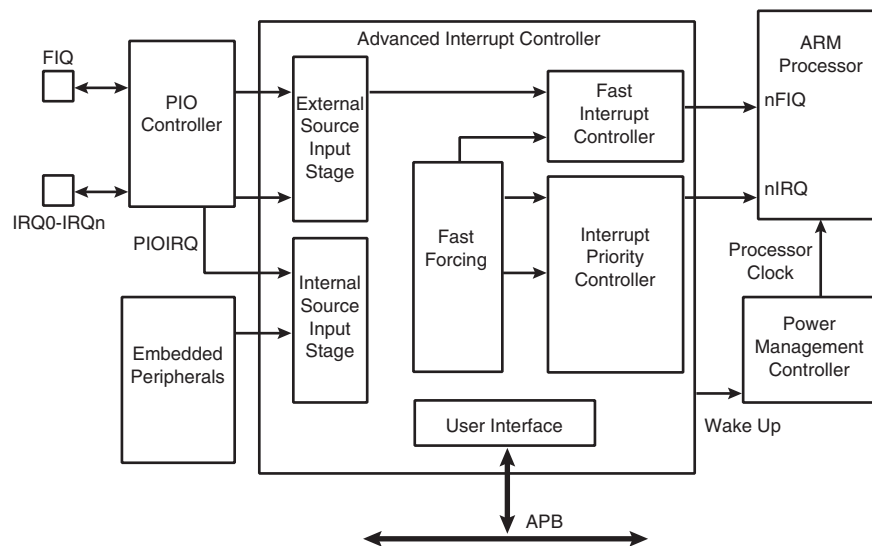 Advanced Interrupt Controller
FIQ
PIO
Controller
IRQ0-IRQn
PIOIRQ
Embedded
Peripherals
External
Source
Input
Stage
Internal
Source
Input
Stage
Fast
Forcing
Fast
Interrupt
Controller
Interrupt
Priority
Controller
User Interface
APB
ARM
Processor
nFIQ
nIRQ
Processor
Clock
Power
Management
Controller
Wake Up